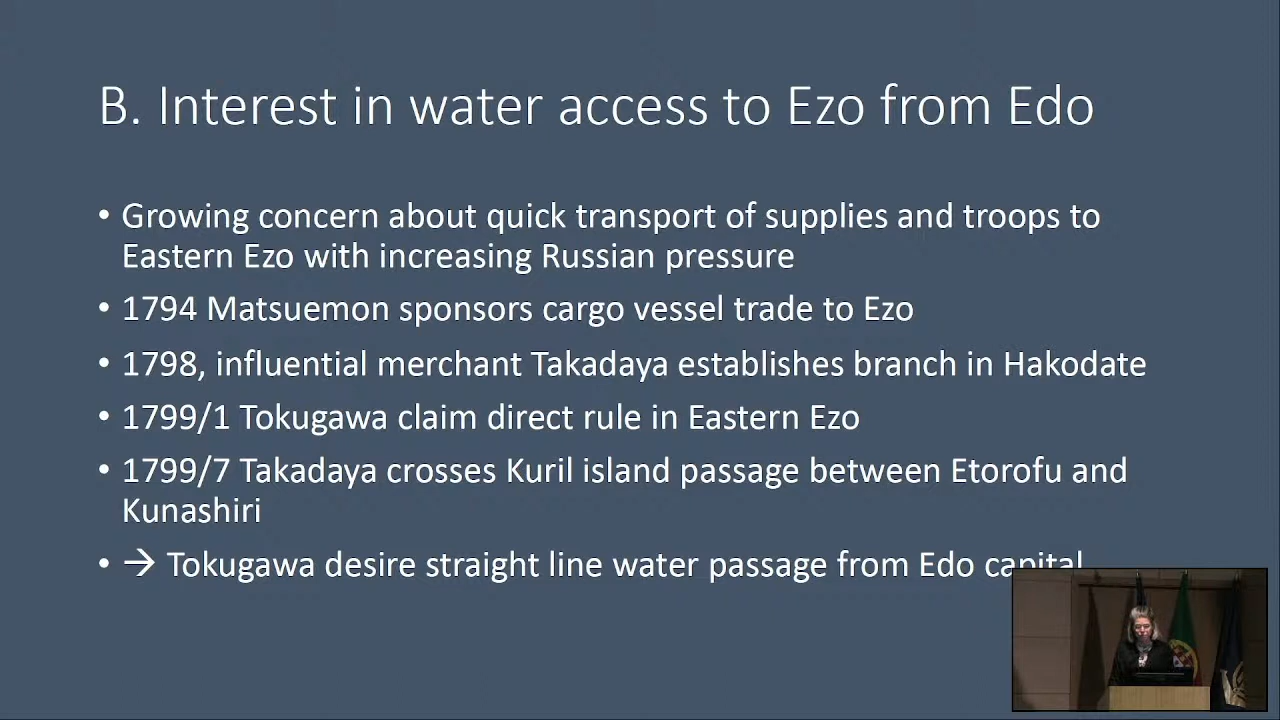 B. Interest in water access to Ezo from Edo
• Growing concern about quick transport of supplies and troops to
Eastern Ezo with increasing Russian pressure
• 1794 Matsuemon sponsors cargo vessel trade to Ezo
• 1798, influential merchant Takadaya establishes branch in Hakodate
• 1799/1 Tokugawa claim direct rule in Eastern Ezo
• 1799/7 Takadaya crosses Kuril island passage between Etorofu and
Kunashiri
• → Tokugawa desire straight line water passage from Edo capital